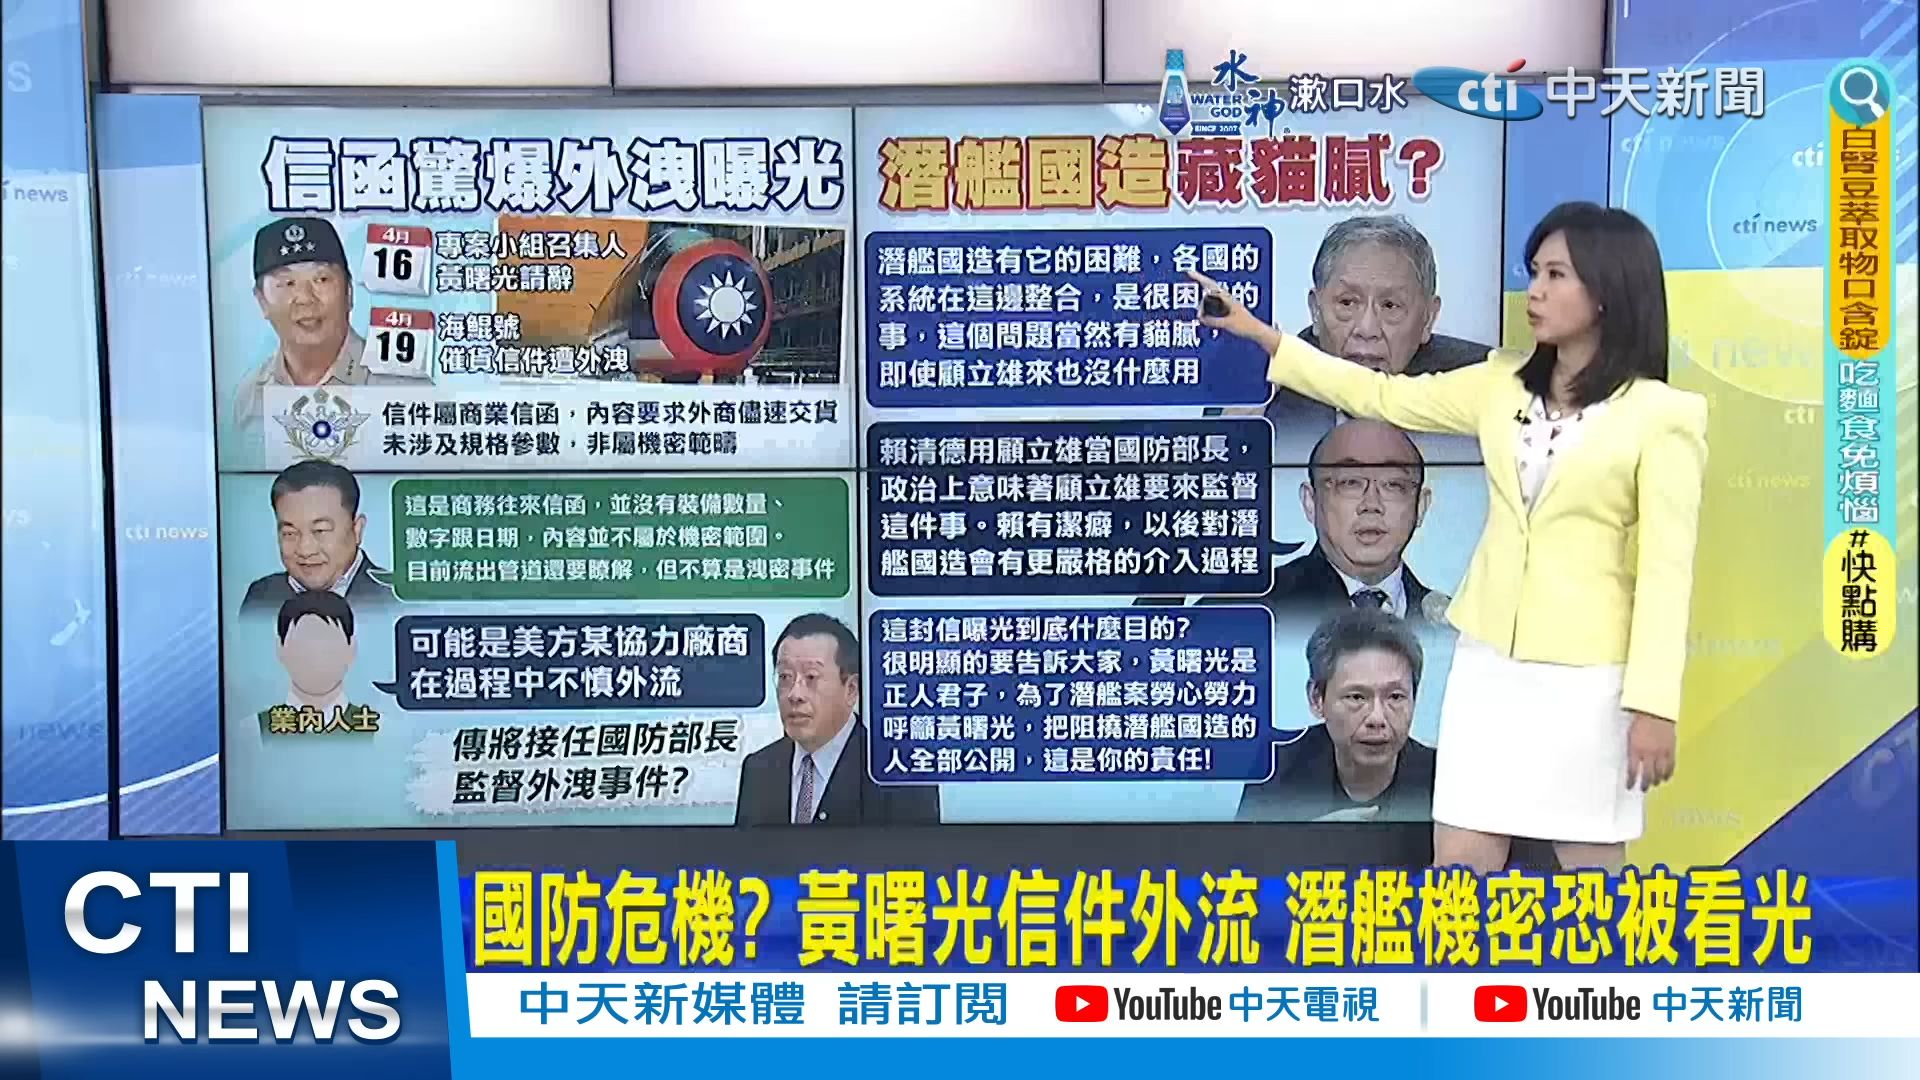 水神
WATER GOD
SINCE 2007
漱口水
cti 中天新聞
信函驚爆外洩曝光
4月 16
專案小組召集人
黃曙光請辭
4月 19
海鯤號
催貨信件遭外洩
信件屬商業信函，內容要求外商儘速交貨
未涉及規格參數，非屬機密範疇
這是商務往來信函，並沒有裝備數量、
數字跟日期，內容並不屬於機密範圍。
目前流出管道還要瞭解，但不算是洩密事件
可能是美方某協力廠商
在過程中不慎外流
業內人士
傳將接任國防部長
監督外洩事件?
潛艦國造藏貓膩?
潛艦國造有它的困難，各國的
系統在這邊整合，是很困 的
事，這個問題當然有貓膩，
即使顧立雄來也沒什麼用
賴清德用顧立雄當國防部長，
政治上意味著顧立雄要來監督
這件事。賴有潔癖，以後對潛
艦國造會有更嚴格的介入過程
這封信曝光到底什麼目的?
很明顯的要告訴大家，黃曙光是
正人君子，為了潛艦案勞心勞力
呼籲黃曙光，把阻撓潛艦國造的
人全部公開，這是你的責任!
白腎豆萃取物口含錠
吃麵食免煩惱
#快點購
cti news
cti news
cti news
CTI
NEWS
國防危機? 黃曙光信件外流 潛艦機密恐被看光
中天新媒體 請訂閱 YouTube 中天電視 YouTube 中天新聞